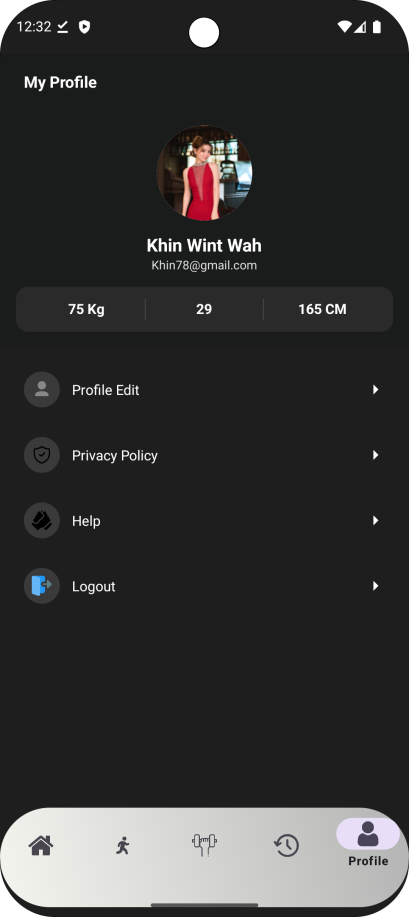 12:32
My Profile
Khin Wint Wah
Khin78@gmail.com
75 Kg 29 165 CM
Profile Edit
Privacy Policy
Help
Logout
Profile